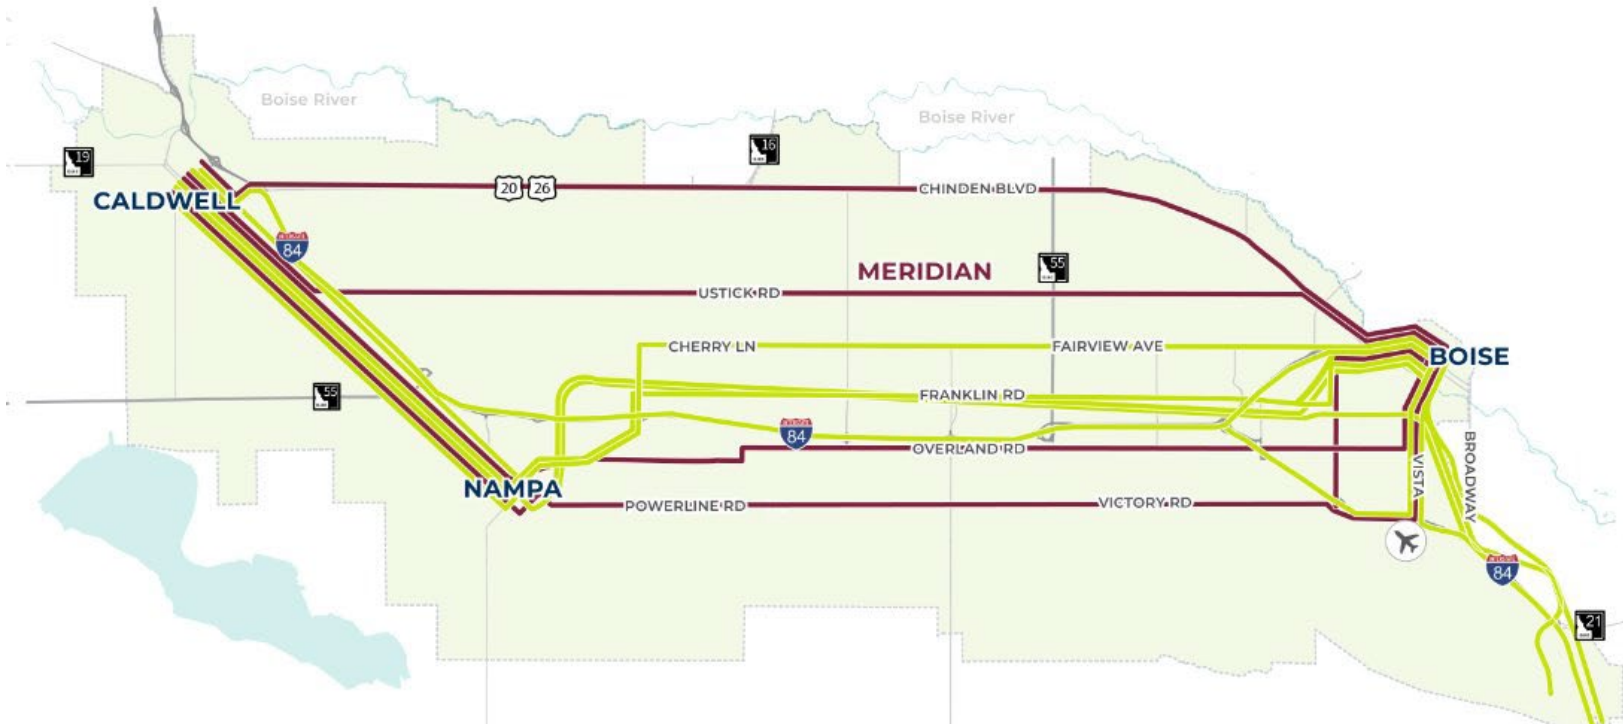 Boise River
Boise River
19
16
CALDWELL
20
26
CHINDEN BLVD
INTERSTATE
84
MERIDIAN
55
USTICK RD
CHERRY LN
FAIRVIEW AVE
BOISE
55
FRANKLIN RD
84
OVERLAND RD
NAMPA
POWERLINE RD
VICTORY RD
VISTA
BROADWAY
84
21